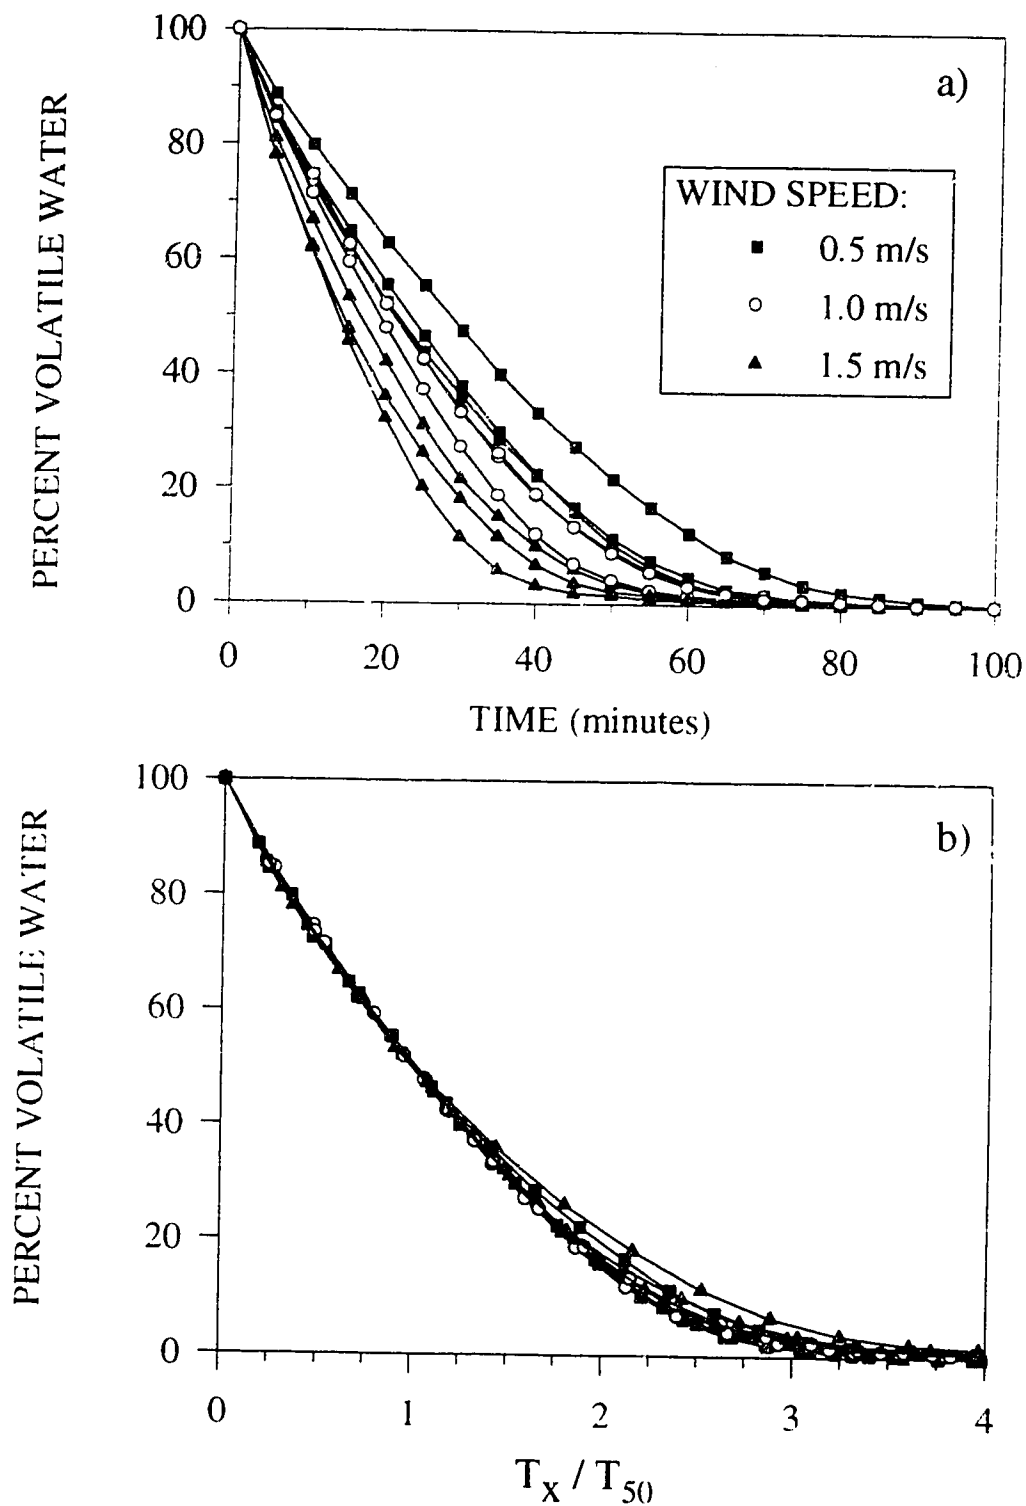 a)
PERCENT VOLATILE WATER
100
80
60
40
20
0
WIND SPEED:
0.5 m/s
1.0 m/s
1.5 m/s
0 20 40 60 80 100
TIME (minutes)
b)
PERCENT VOLATILE WATER
100
80
60
40
20
0
0 1 2 3 4
TX / T50